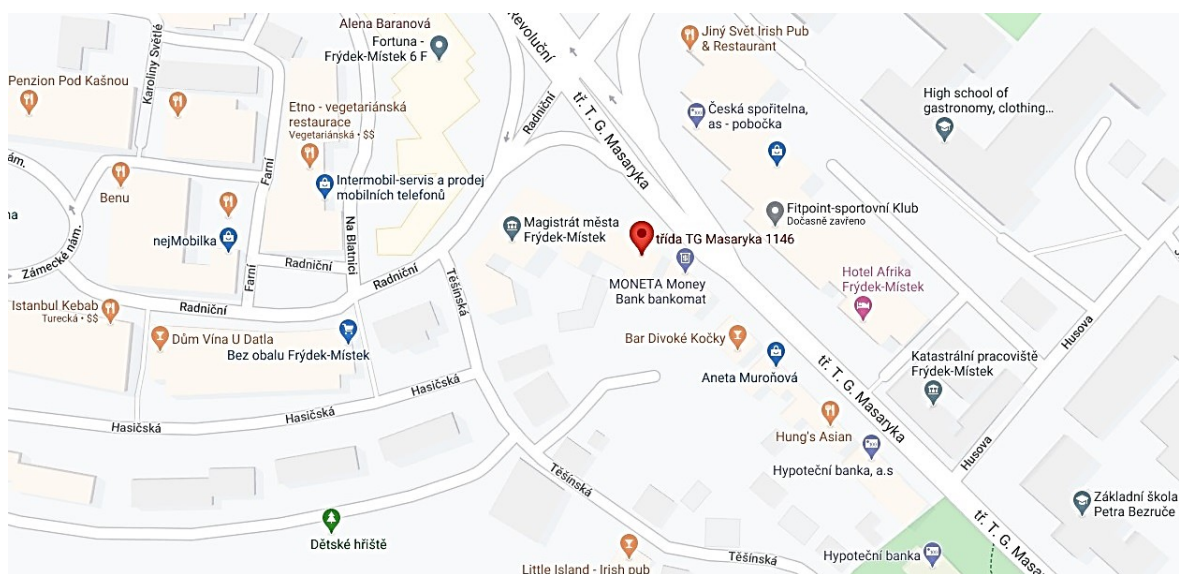 Alena Baranová
Fortuna -
Frýdek-Místek 6 F
Revoluční
Jiný Svět Irish Pub
& Restaurant
Karoliny Světlé
Penzion Pod Kašnou
Etno - vegetariánská
restaurace
Vegetariánská • $$
Radniční
tř. T. G. Masaryka
Česká spořitelna,
as - pobočka
High school of
gastronomy, clothing...
Farní
Benu
Intermobil-servis a prodej
mobilních telefonů
Na Blatnici
nejMobilka
Magistrát města
Frýdek-Místek
třída TG Masaryka 1146
Fitpoint-sportovní Klub
Dočasně zavřeno
Zámecké nám.
Farní
Radniční
Radniční
Těšínská
MONETA Money
Bank bankomat
Hotel Afrika
Frýdek-Místek
Husova
Istanbul Kebab
Turecká • $$
Radniční
Dům Vína U Datla
Bez obalu Frýdek-Místek
Bar Divoké Kočky
Aneta Muroňová
tř. T. G. Masaryka
Katastrální pracoviště
Frýdek-Místek
Hasičská
Hasičská
Hasičská
Hung's Asian
Hypoteční banka, a.s
Husova
Těšínská
Základní škola
Petra Bezruče
Dětské hřiště
Little Island - Irish pub
Těšínská
Hypoteční banka
tř. T. G. Masa